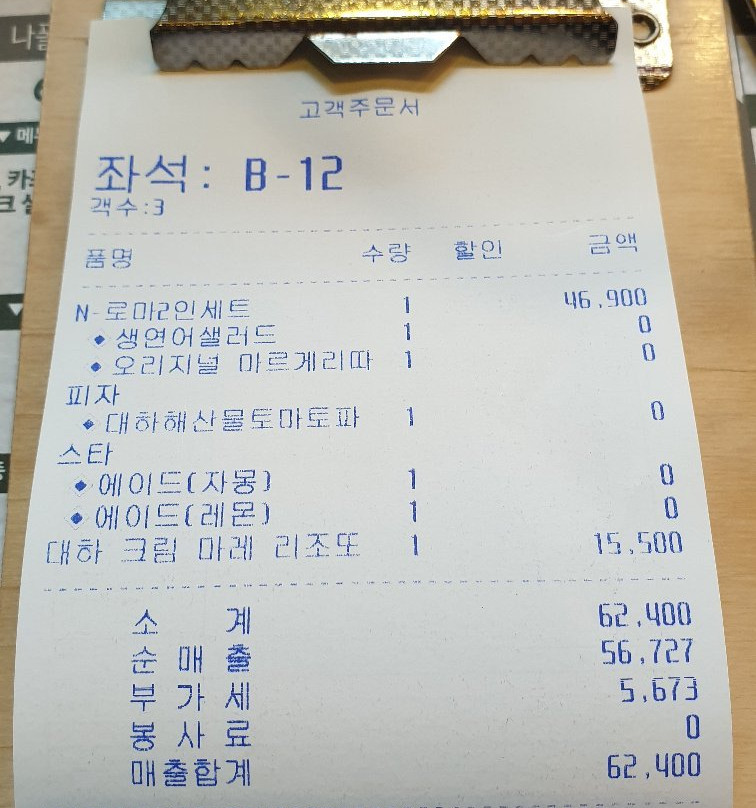 고객주문서
좌석: B-12
객수:3
품명 수량 할인 금액
N-로마2인세트 1 46,900
◆생연어샐러드 1 0
◆오리지널 마르게리따 1 0
피자
◆대하해산물토마토파 1 0
스타
◆에이드(자몽) 1 0
◆에이드(레몬) 1 0
대하 크림 마레 리조또 1 15,500
소 계 62,400
순 매 출 56,727
부 가 세 5,673
봉 사 료 0
매출합계 62,400